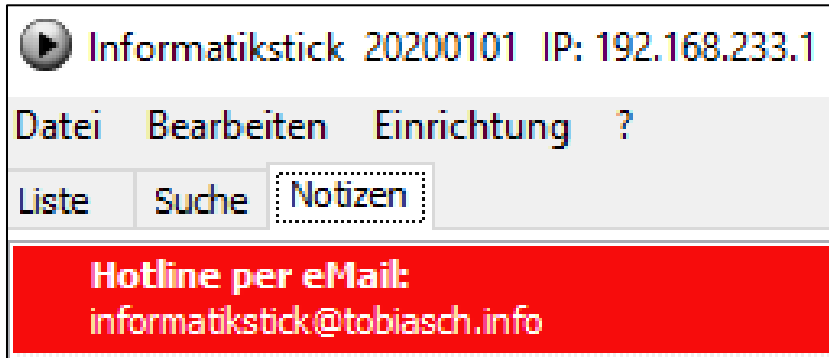 Informatikstick 20200101 IP: 192.168.233.1
Datei Bearbeiten Einrichtung ?
Liste Suche Notizen
Hotline per eMail:
informatikstick@tobiasch.info